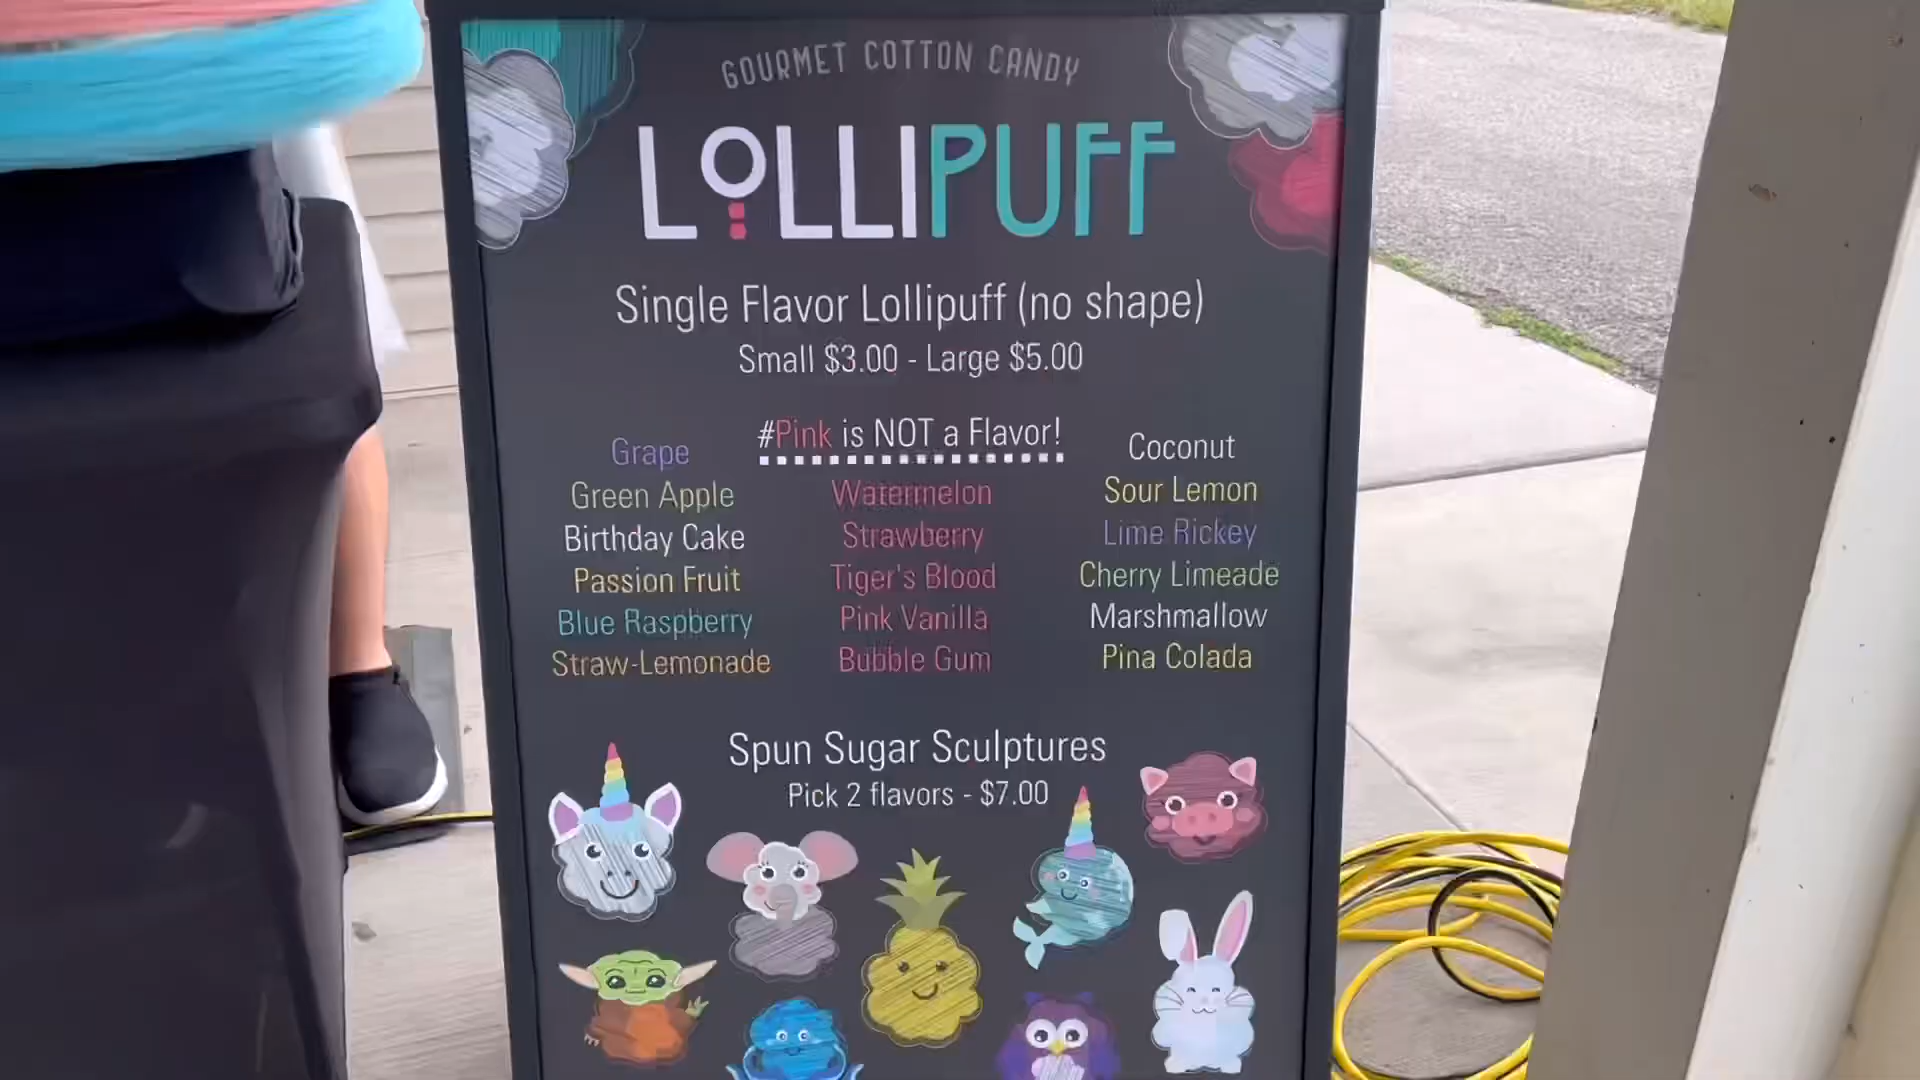 GOURMET COTTON CANDY
LOLLIPUFF
Single Flavor Lollipuff (no shape)
Small $3.00 - Large $5.00
#Pink is NOT a Flavor!
Grape
Green Apple
Birthday Cake
Passion Fruit
Blue Raspberry
Straw-Lemonade
Watermelon
Strawberry
Tiger's Blood
Pink Vanilla
Bubble Gum
Coconut
Sour Lemon
Lime Rickey
Cherry Limeade
Marshmallow
Pina Colada
Spun Sugar Sculptures
Pick 2 flavors - $7.00